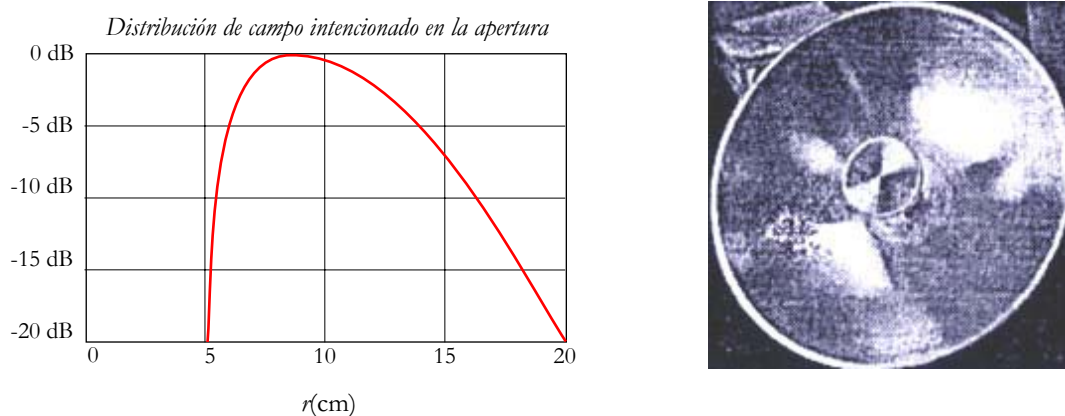 Distribución de campo intencionado en la apertura
0 dB
-5 dB
-10 dB
-15 dB
-20 dB
0 5 10 15 20
r(cm)